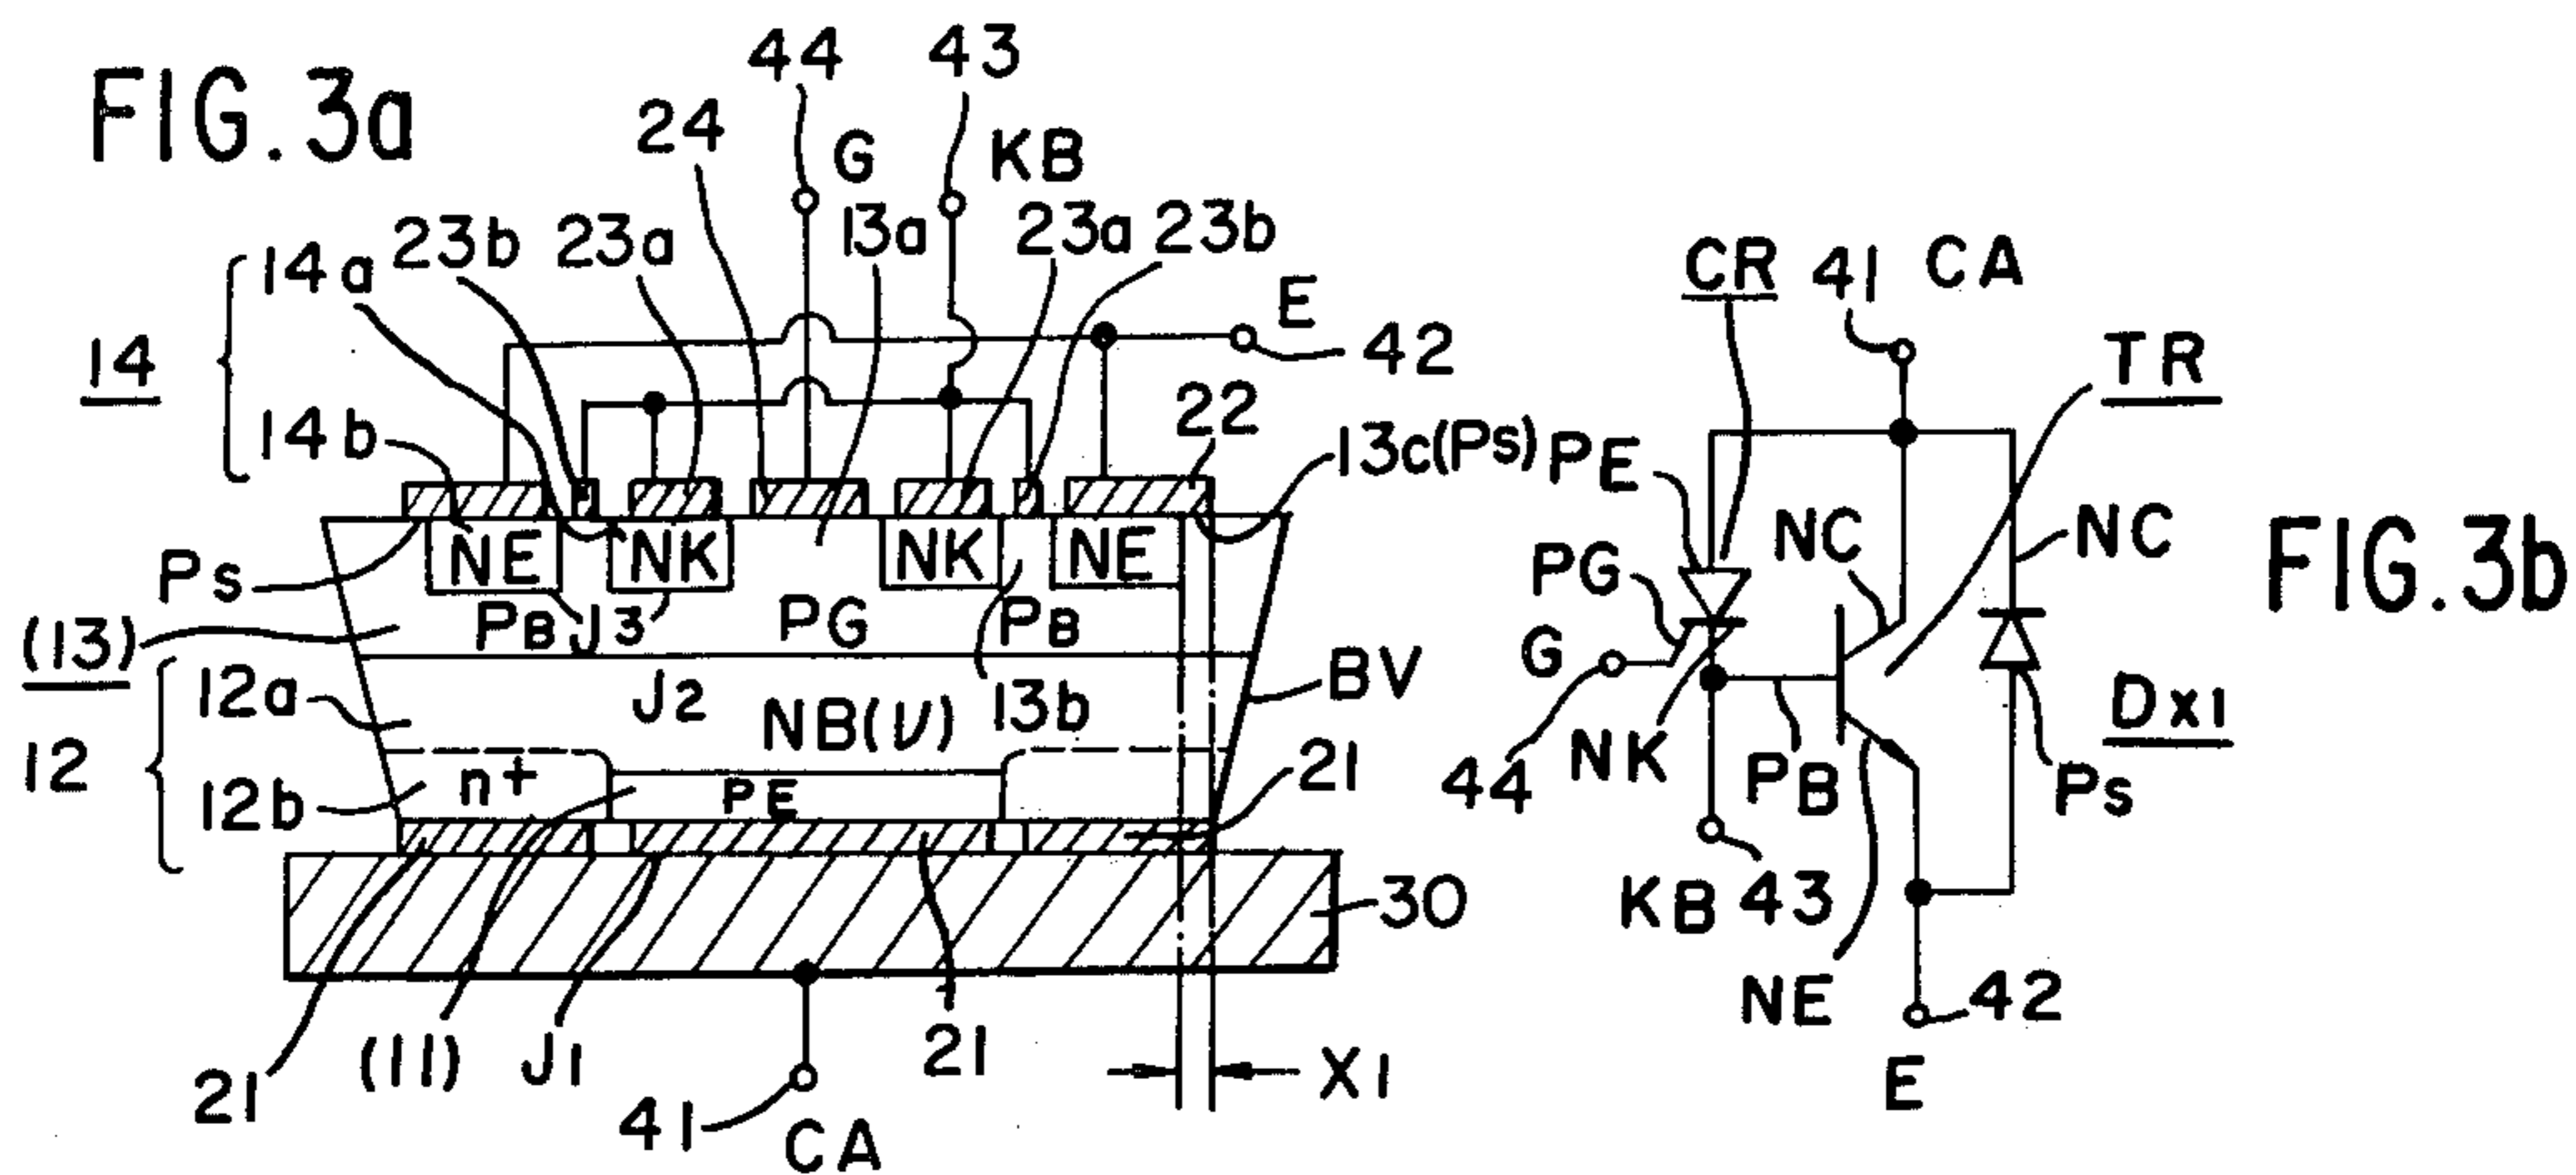 FIG.3a
44
43
24
G
KB
14
14a
23b
23a
13a
23a
23b
E
42
14b
22
13c(Ps)
Ps
NE
NK
NK
NE
(13)
PB
J3
PG
PB
12
12a
J2
NB(ν)
13b
BV
12b
n+
PE
21
30
21
(11)
J1
21
41
CA
X1
FIG.3b
CR
41
CA
TR
PE
NC
NC
PG
G
44
NK
PB
Dx1
Ps
KB
43
NE
42
E